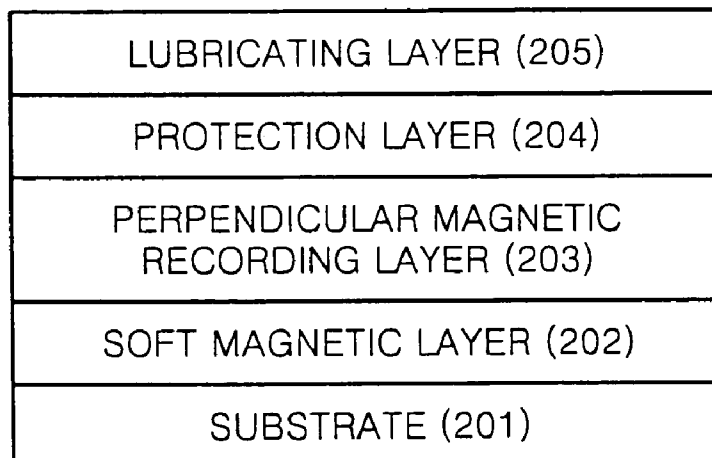 LUBRICATING LAYER (205)
PROTECTION LAYER (204)
PERPENDICULAR MAGNETIC
RECORDING LAYER (203)
SOFT MAGNETIC LAYER (202)
SUBSTRATE (201)